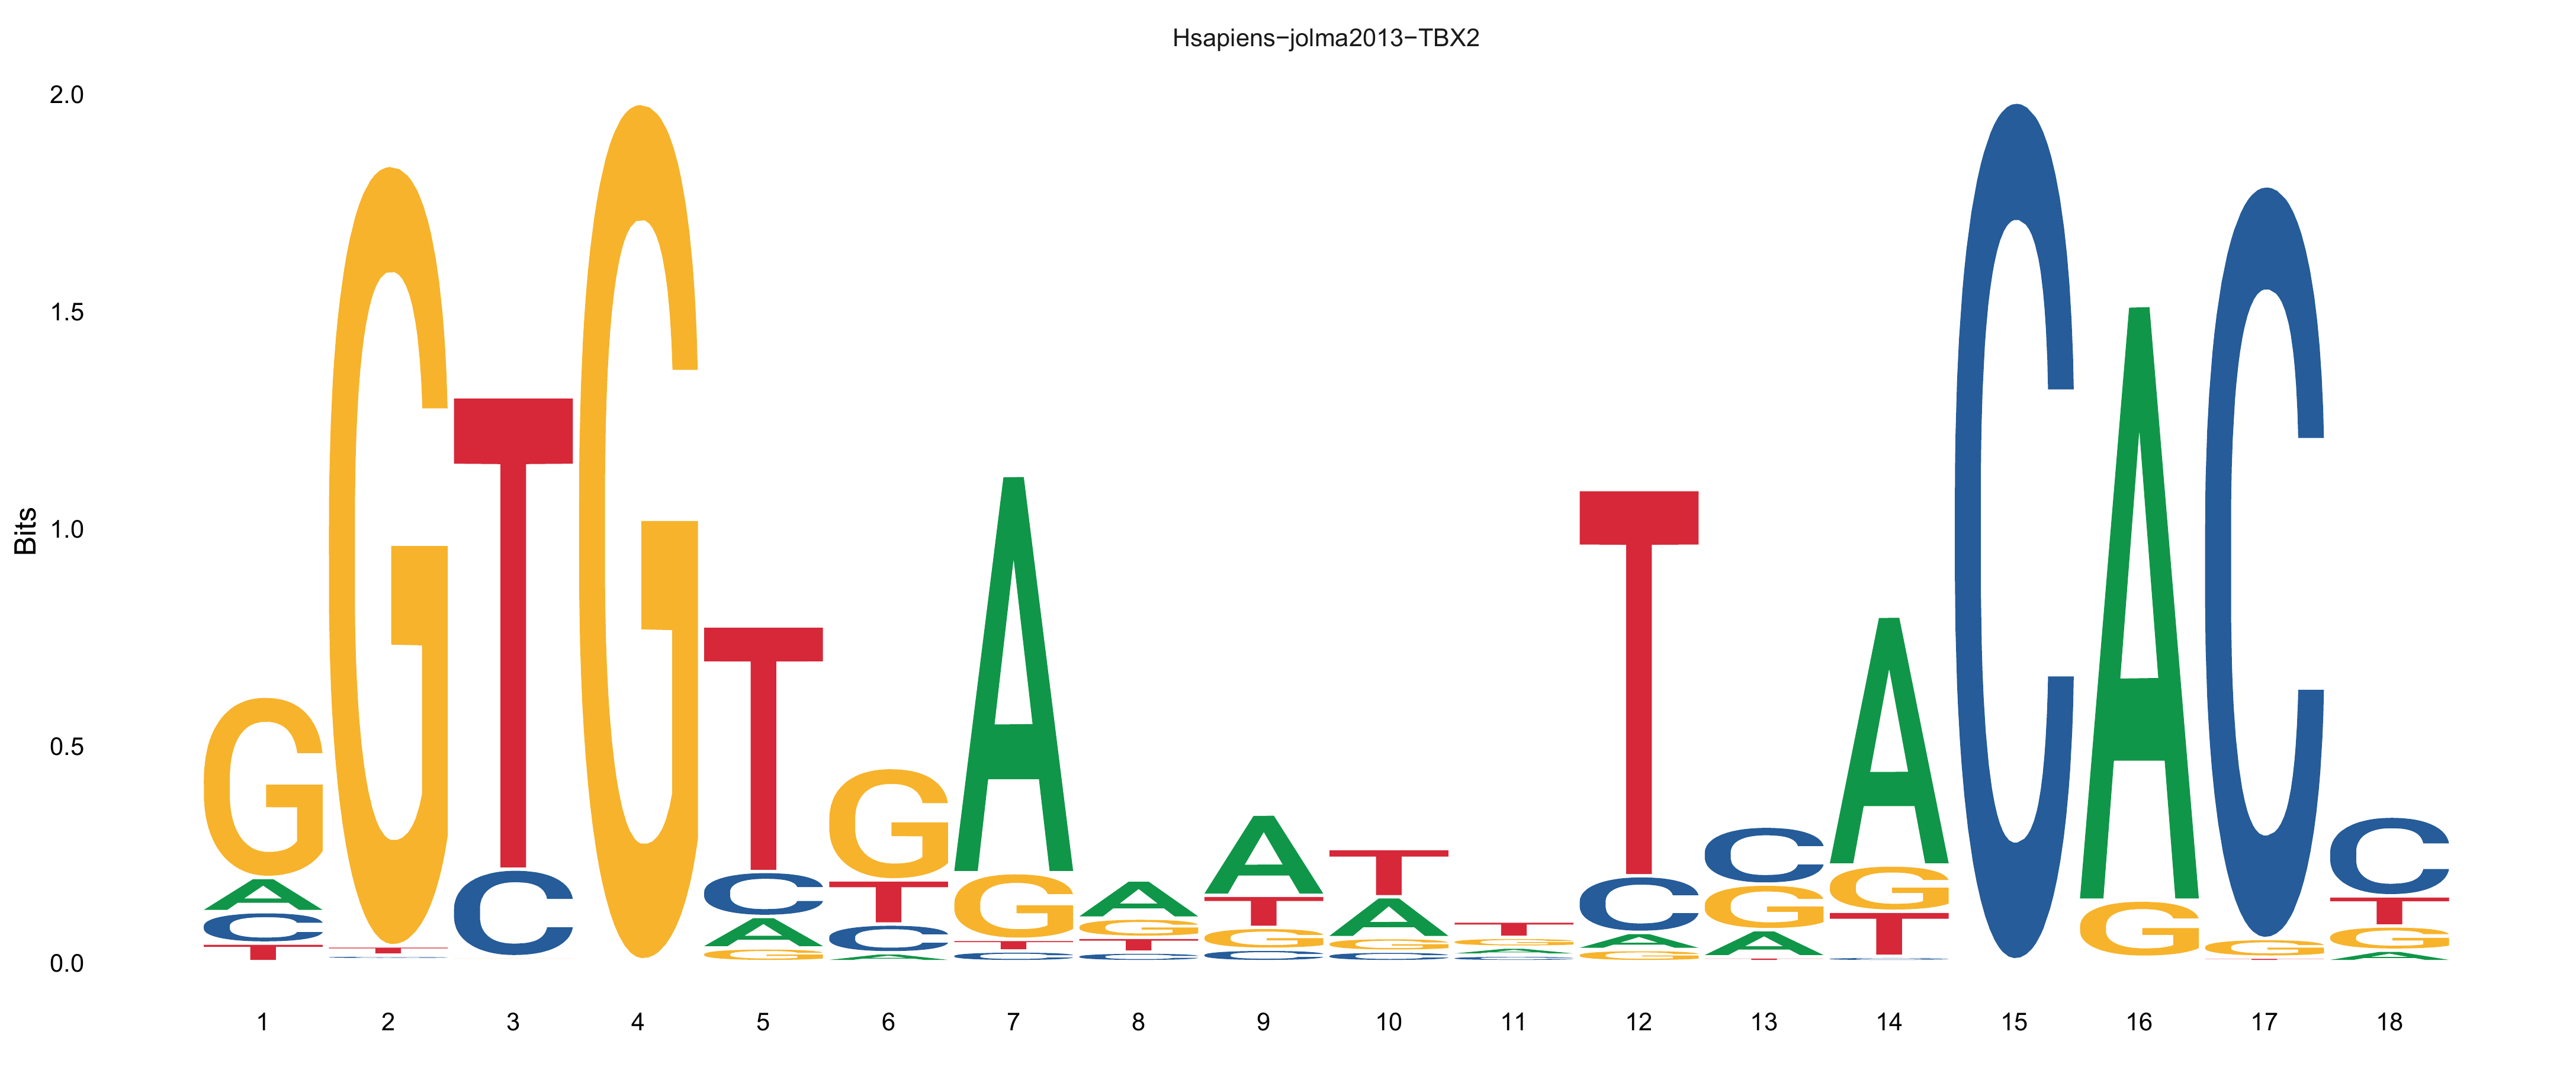 Hsapiens−jolma2013−TBX2
2.0
1.5
1.0
0.5
0.0
Bits
G A C T
G T C
T C
G
T C A G
G T C A
A G T C
A G T C
A T G C
T A G C
T G A C
T C A G
C G A T
A G T C
C
A G
C G T
C T G A
1 2 3 4 5 6 7 8 9 10 11 12 13 14 15 16 17 18